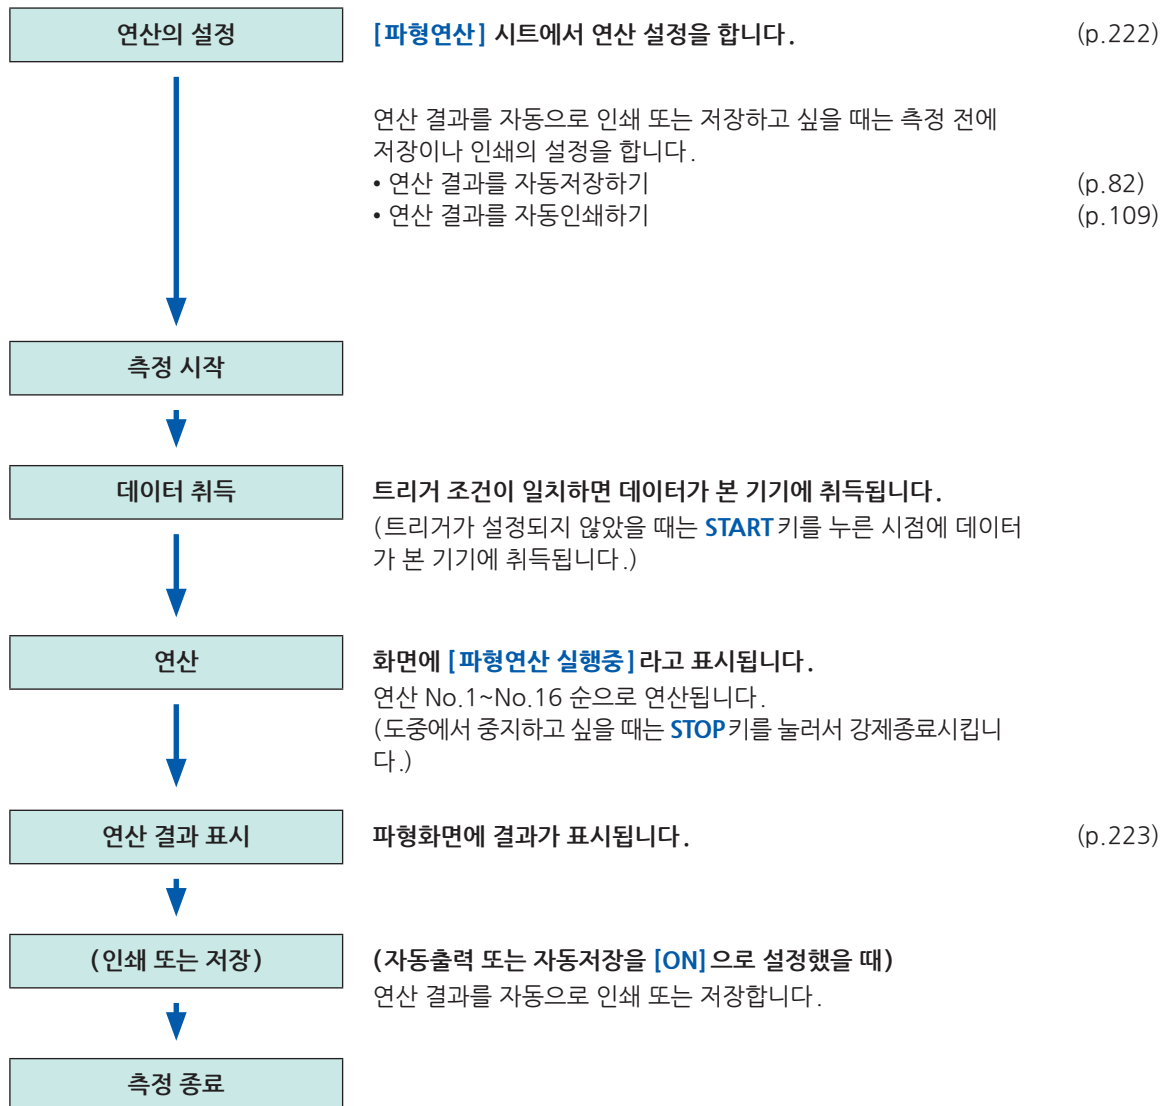 연산의 설정
[파형연산] 시트에서 연산 설정을 합니다. (p.222)
연산 결과를 자동으로 인쇄 또는 저장하고 싶을 때는 측정 전에
저장이나 인쇄의 설정을 합니다.
• 연산 결과를 자동저장하기 (p.82)
• 연산 결과를 자동인쇄하기 (p.109)
측정 시작
데이터 취득
트리거 조건이 일치하면 데이터가 본 기기에 취득됩니다.
(트리거가 설정되지 않았을 때는 START 키를 누른 시점에 데이터
가 본 기기에 취득됩니다.)
연산
화면에 [파형연산 실행중]라고 표시됩니다.
연산 No.1~No.16 순으로 연산됩니다.
(도중에서 중지하고 싶을 때는 STOP 키를 눌러서 강제종료시킵니
다.)
연산 결과 표시
파형화면에 결과가 표시됩니다. (p.223)
(인쇄 또는 저장)
(자동출력 또는 자동저장을 [ON]으로 설정했을 때)
연산 결과를 자동으로 인쇄 또는 저장합니다.
측정 종료